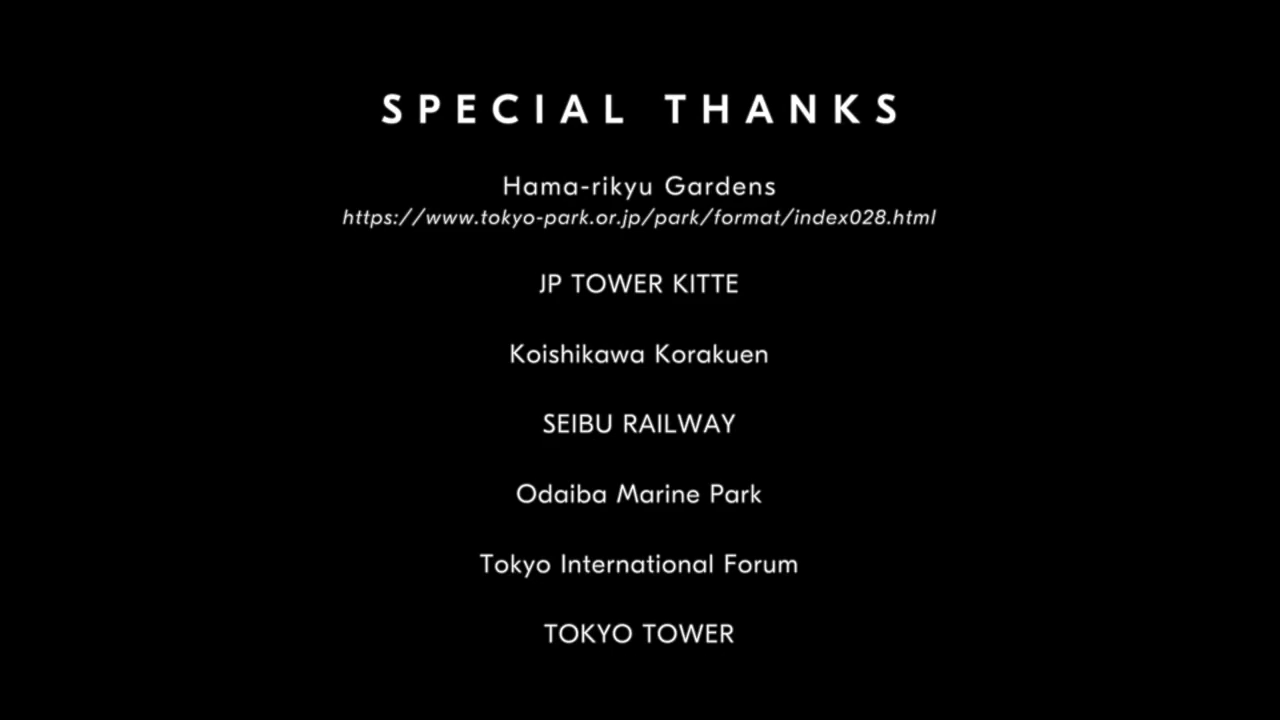 SPECIAL THANKS
Hama-rikyu Gardens
https://www.tokyo-park.or.jp/park/format/index028.html
JP TOWER KITTE
Koishikawa Korakuen
SEIBU RAILWAY
Odaiba Marine Park
Tokyo International Forum
TOKYO TOWER